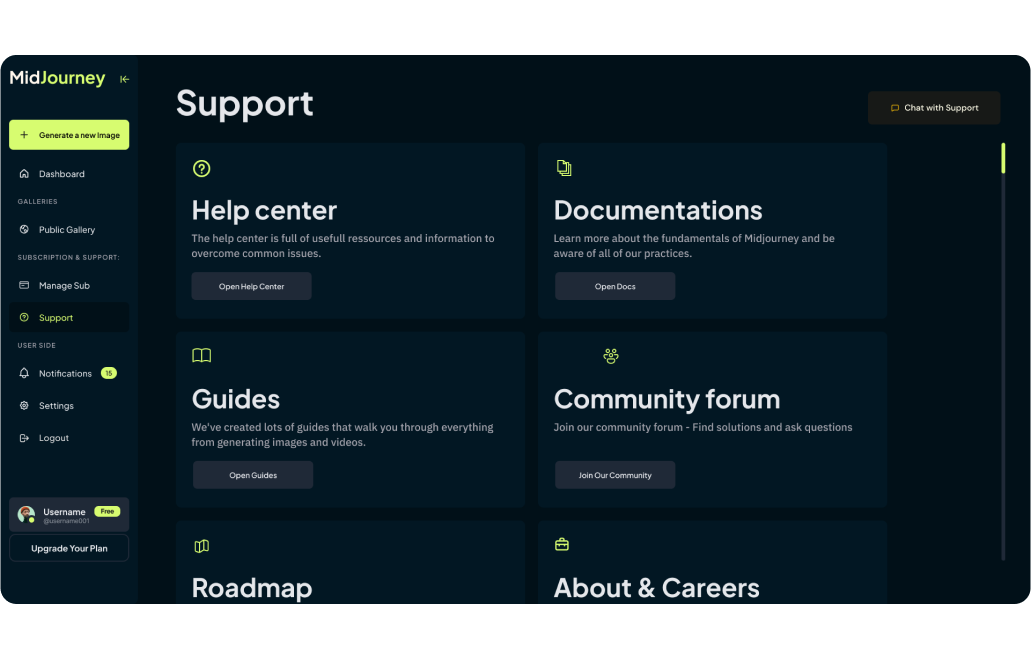 MidJourney
Generate a new Image
Dashboard
GALLERIES
Public Gallery
SUBSCRIPTION & SUPPORT:
Manage Sub
Support
USER SIDE
Notifications 15
Settings
Logout
Username Free
@username001
Upgrade Your Plan
Support
Chat with Support
Help center
The help center is full of usefull ressources and information to
overcome common issues.
Open Help Center
Documentations
Learn more about the fundamentals of Midjourney and be
aware of all of our practices.
Open Docs
Guides
We've created lots of guides that walk you through everything
from generating images and videos.
Open Guides
Community forum
Join our community forum - Find solutions and ask questions
Join Our Community
Roadmap
About & Careers